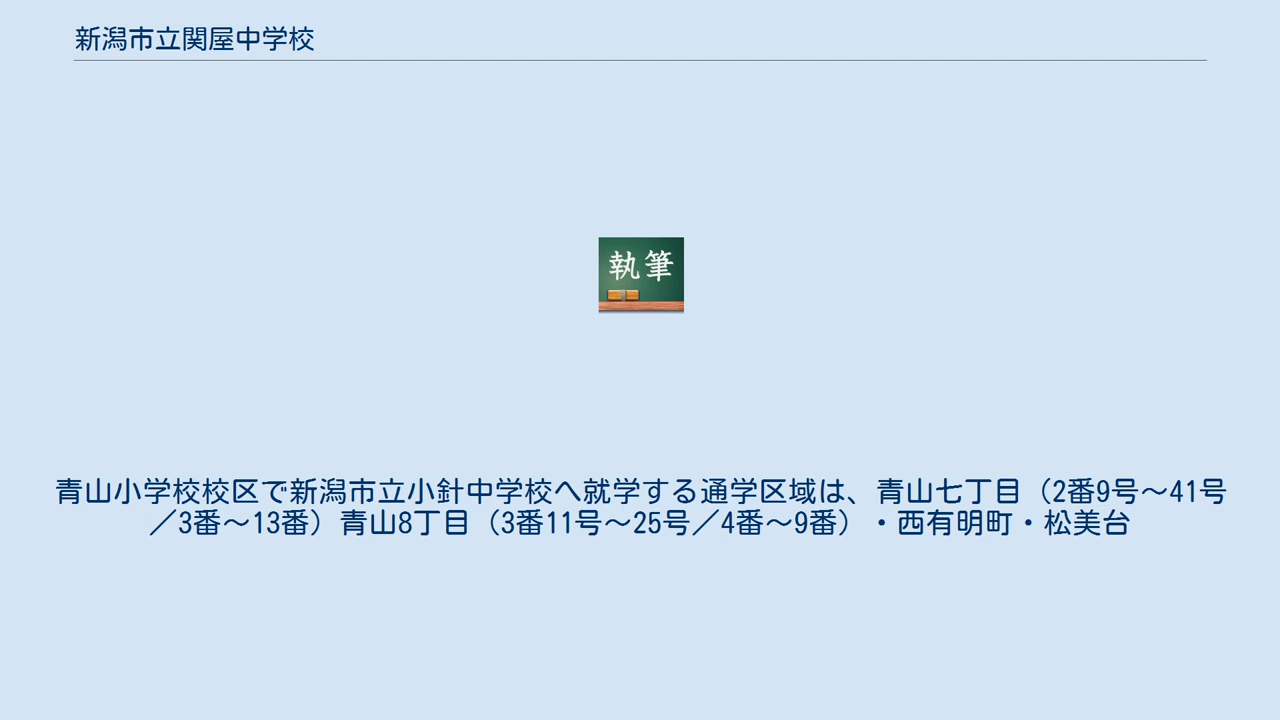 新潟市立関屋中学校
執筆
青山小学校校区で新潟市立小針中学校へ就学する通学区域は、青山七丁目（2番9号～41号
／3番～13番）青山8丁目（3番11号～25号／4番～9番）・西有明町・松美台